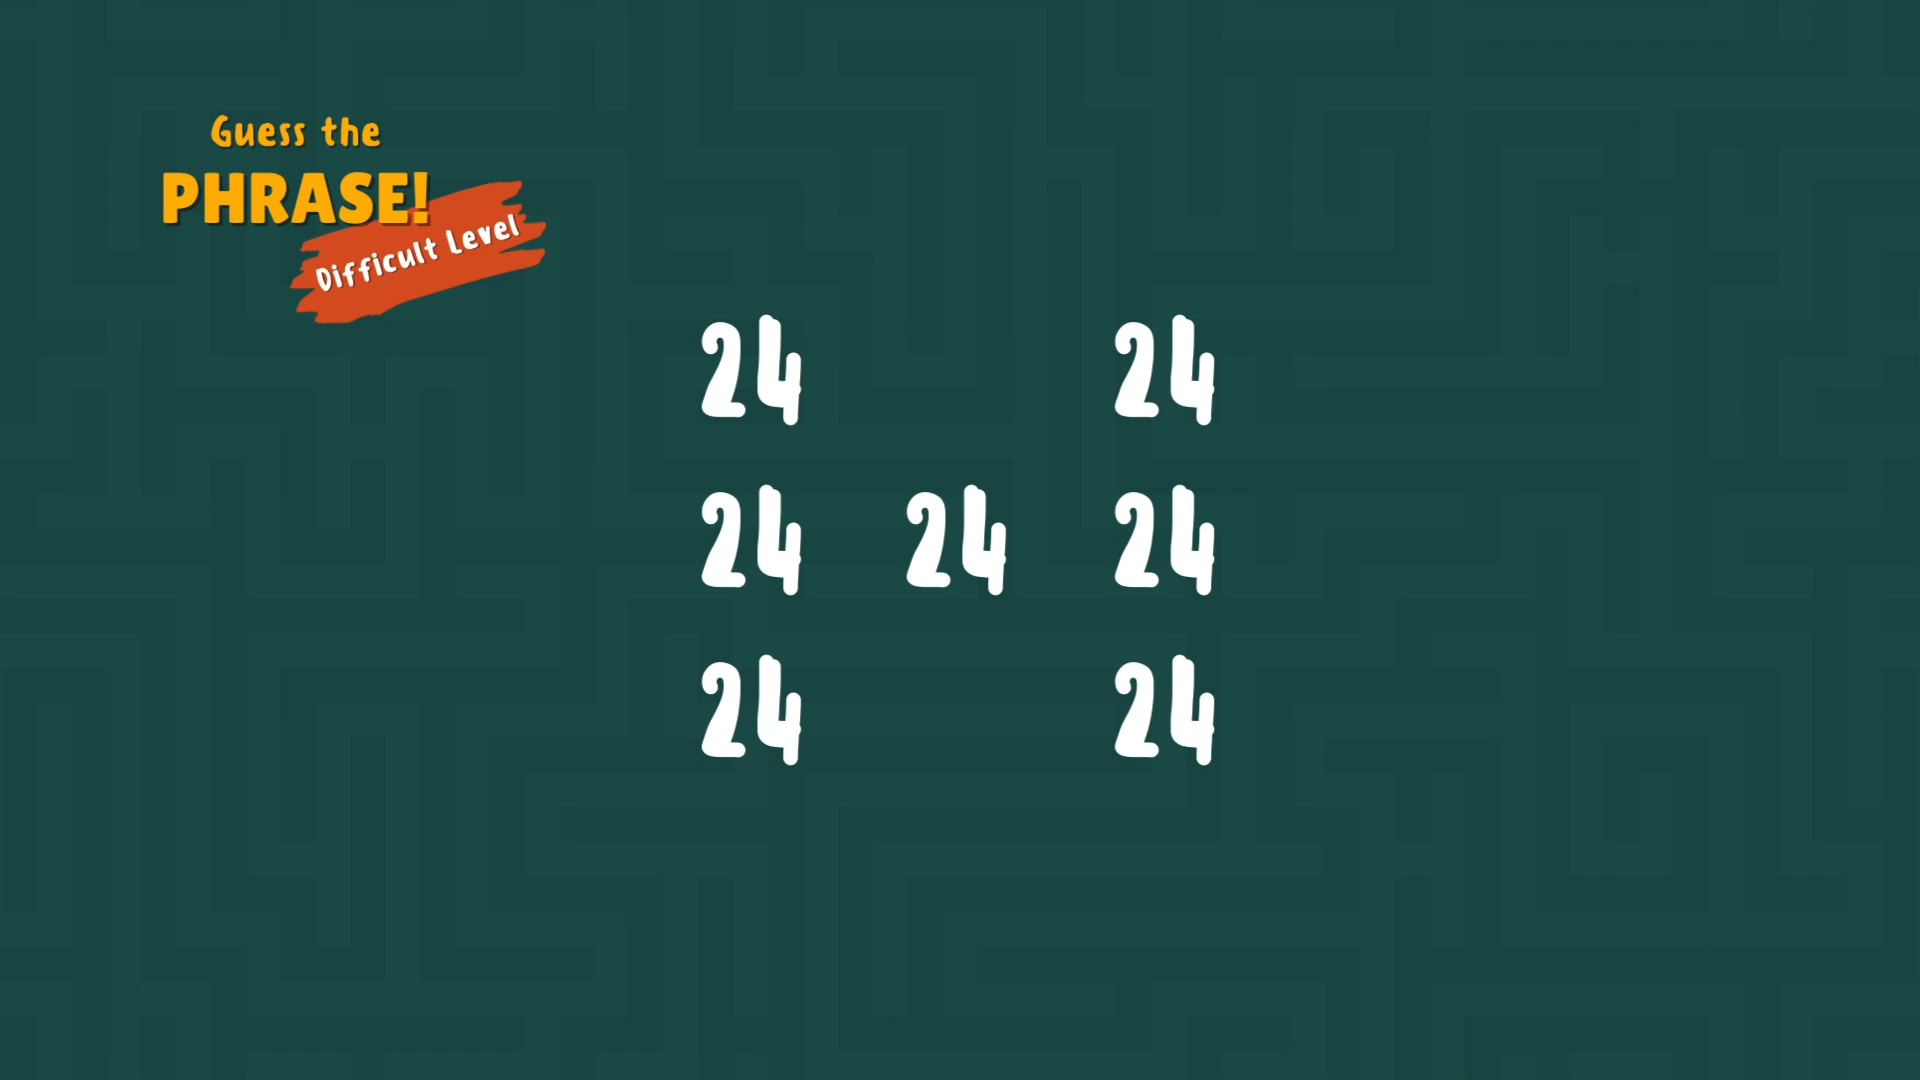 Guess the
PHRASE!
Difficult Level
24 24
24 24 24
24 24